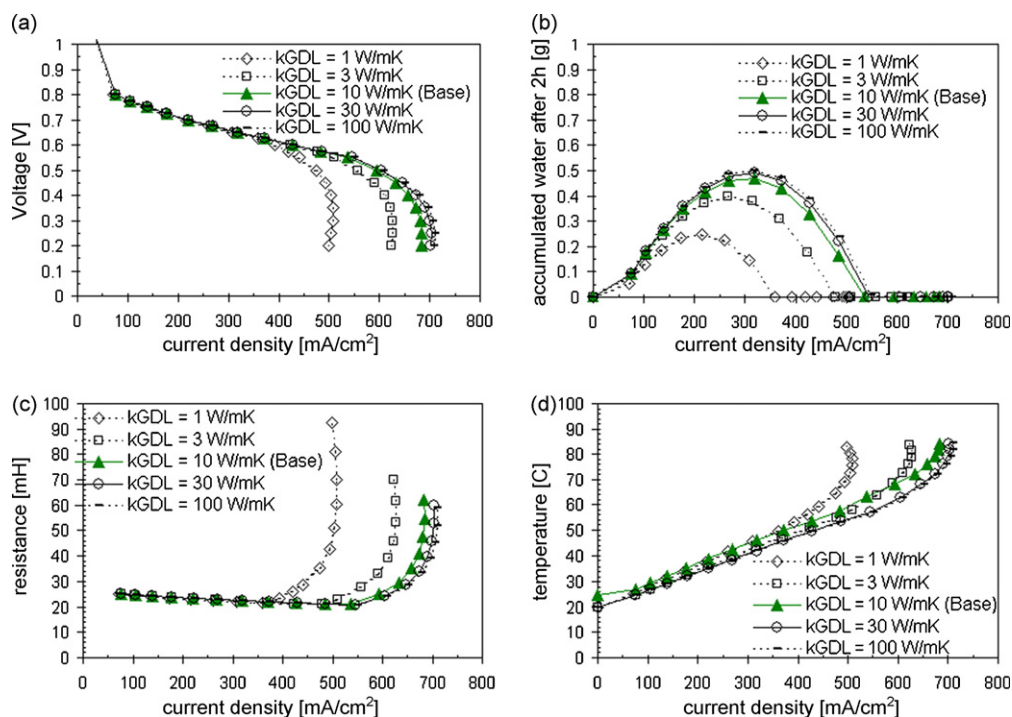 (a)
1
0.9
0.8
0.7
0.6
0.5
0.4
0.3
0.2
0.1
0
Voltage [V]
kGDL = 1 W/mK
kGDL = 3 W/mK
kGDL = 10 W/mK (Base)
kGDL = 30 W/mK
kGDL = 100 W/mK
0 100 200 300 400 500 600 700 800
current density [mA/cm²]
(b)
1
0.9
0.8
0.7
0.6
0.5
0.4
0.3
0.2
0.1
0
accumulated water after 2h [g]
kGDL = 1 W/mK
kGDL = 3 W/mK
kGDL = 10 W/mK (Base)
kGDL = 30 W/mK
kGDL = 100 W/mK
0 100 200 300 400 500 600 700 800
current density [mA/cm²]
(c)
100
90
80
70
60
50
40
30
20
10
0
resistance [mH]
kGDL = 1 W/mK
kGDL = 3 W/mK
kGDL = 10 W/mK (Base)
kGDL = 30 W/mK
kGDL = 100 W/mK
0 100 200 300 400 500 600 700 800
current density [mA/cm²]
(d)
100
90
80
70
60
50
40
30
20
10
0
temperature [C]
kGDL = 1 W/mK
kGDL = 3 W/mK
kGDL = 10 W/mK (Base)
kGDL = 30 W/mK
kGDL = 100 W/mK
0 100 200 300 400 500 600 700 800
current density [mA/cm²]